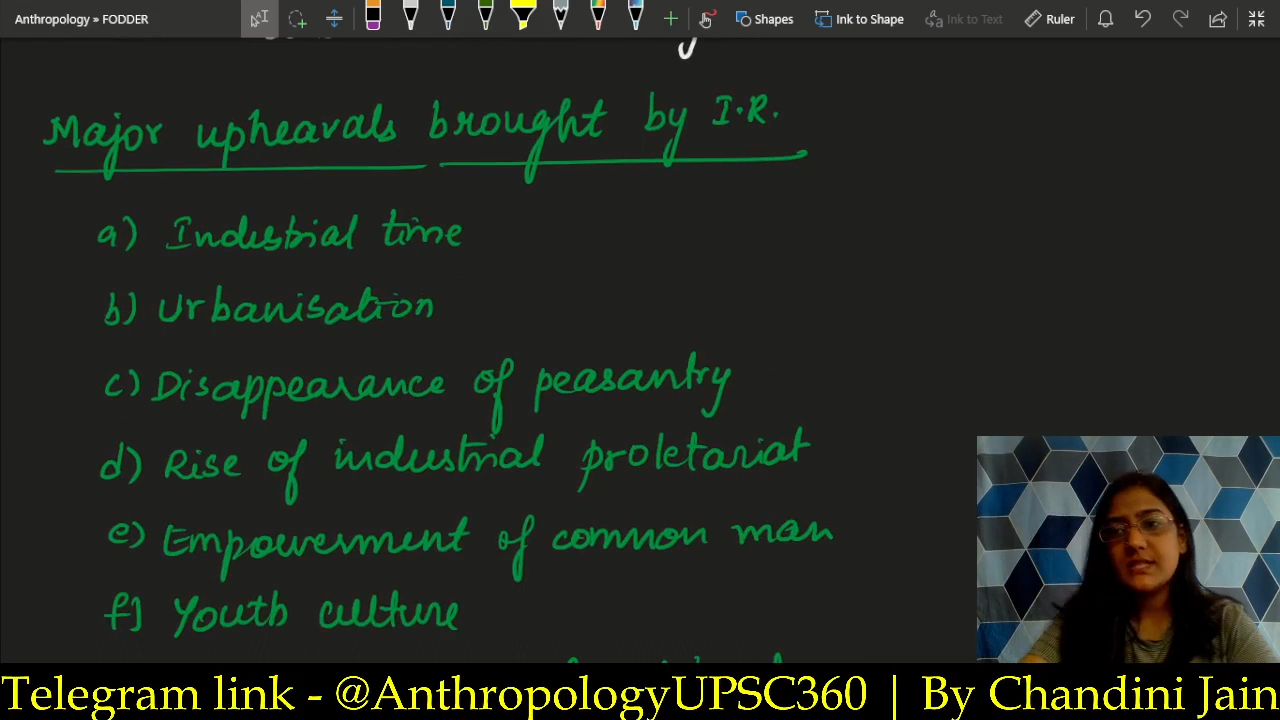 Anthropology » FODDER
Shapes
Ink to Shape
Ink to Text
Ruler
Major upheavals brought by I.R.
a) Industrial time
b) Urbanisation
c) Disappearance of peasantry
d) Rise of industrial proletariat
e) Empowerment of common man
f) Youth culture
Telegram link - @AnthropologyUPSC360 | By Chandini Jain